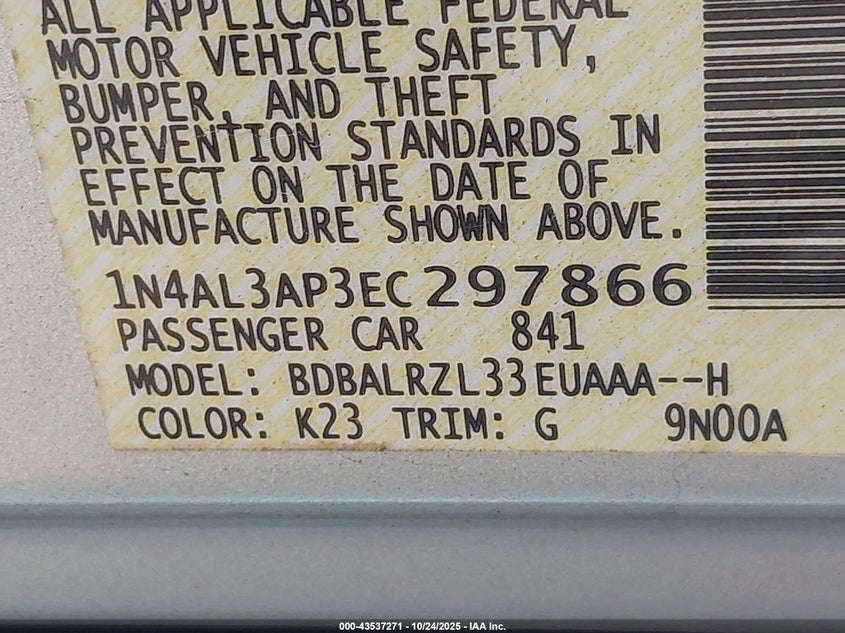 ALL APPLICABLE FEDERAL
MOTOR VEHICLE SAFETY,
BUMPER, AND THEFT
PREVENTION STANDARDS IN
EFFECT ON THE DATE OF
MANUFACTURE SHOWN ABOVE.
1N4AL3AP3EC297866
PASSENGER CAR 841
MODEL: BDBALRZL33EUAAA--H
COLOR: K23 TRIM: G 9N00A
000-43537271 - 10/24/2025 - IAA Inc.